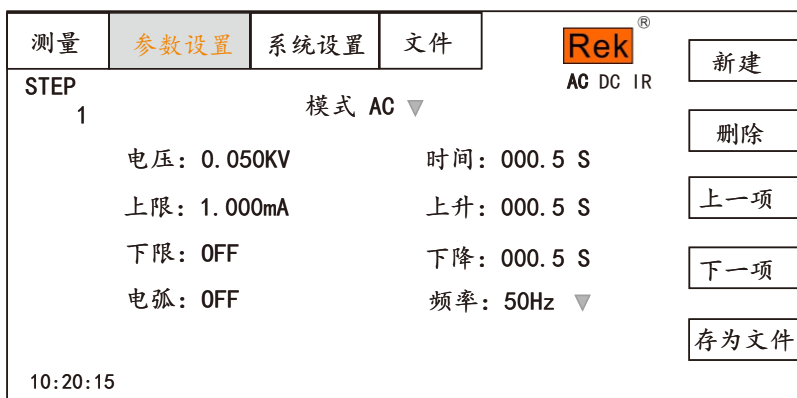 测量 参数设置 系统设置 文件 Rek®
AC DC IR
STEP
1
模式 AC ▼
电压: 0.050KV 时间: 000.5 S
上限: 1.000mA 上升: 000.5 S
下限: OFF 下降: 000.5 S
电弧: OFF 频率: 50Hz ▼
10:20:15
新建
删除
上一项
下一项
存为文件